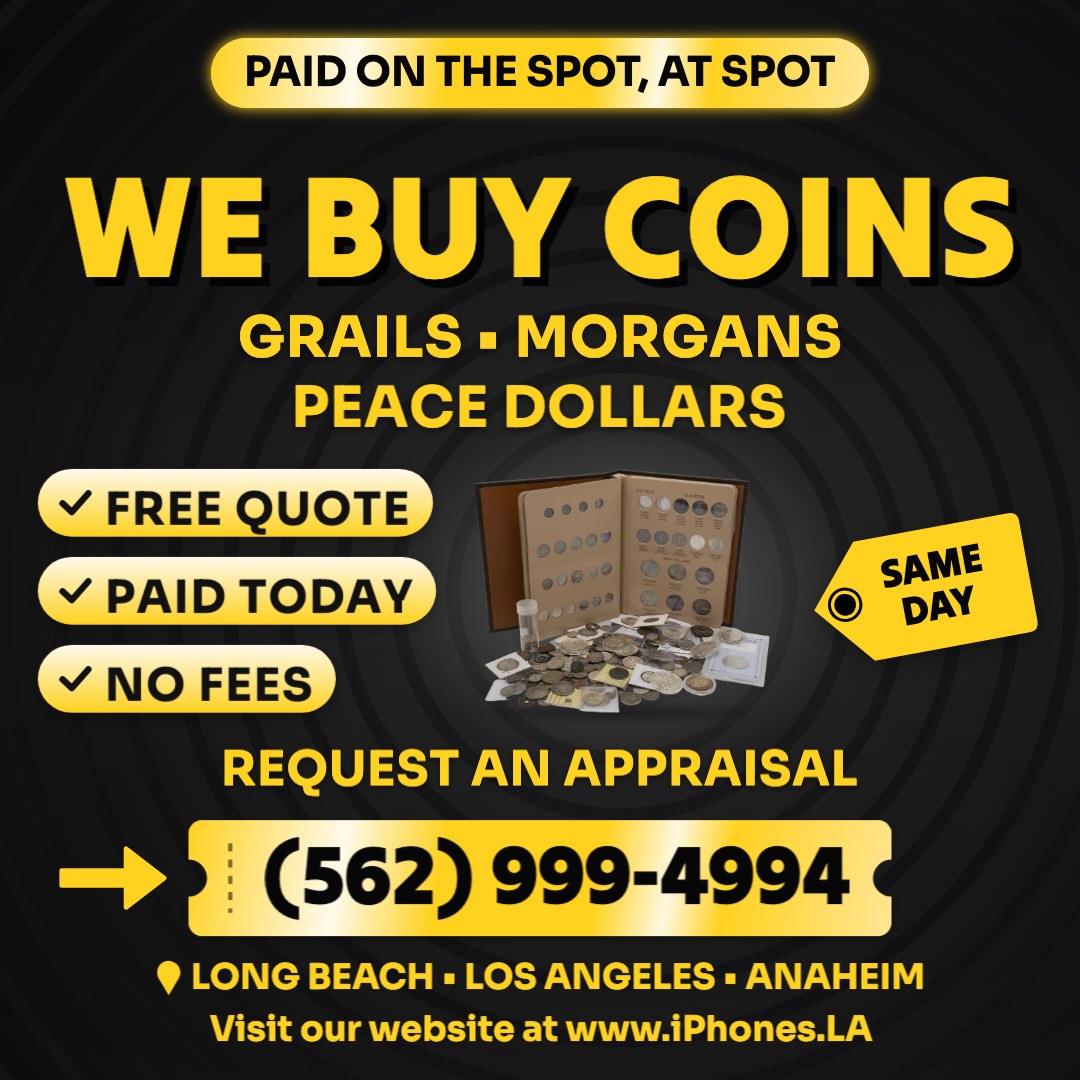 PAID ON THE SPOT, AT SPOT
WE BUY COINS
GRAILS ▪ MORGANS
PEACE DOLLARS
✓ FREE QUOTE
✓ PAID TODAY
✓ NO FEES
SAME
DAY
REQUEST AN APPRAISAL
(562) 999-4994
LONG BEACH ▪ LOS ANGELES ▪ ANAHEIM
Visit our website at www.iPhones.LA